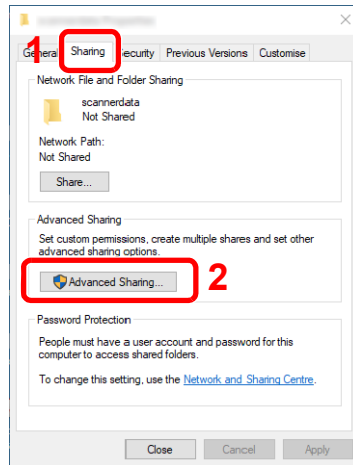 1
General Sharing Security Previous Versions Customise
Network File and Folder Sharing
scannerdata
Not Shared
Network Path:
Not Shared
Share...
Advanced Sharing
Set custom permissions, create multiple shares and set other
advanced sharing options.
Advanced Sharing...
2
Password Protection
People must have a user account and password for this
computer to access shared folders.
To change this setting, use the Network and Sharing Centre.
Close Cancel Apply